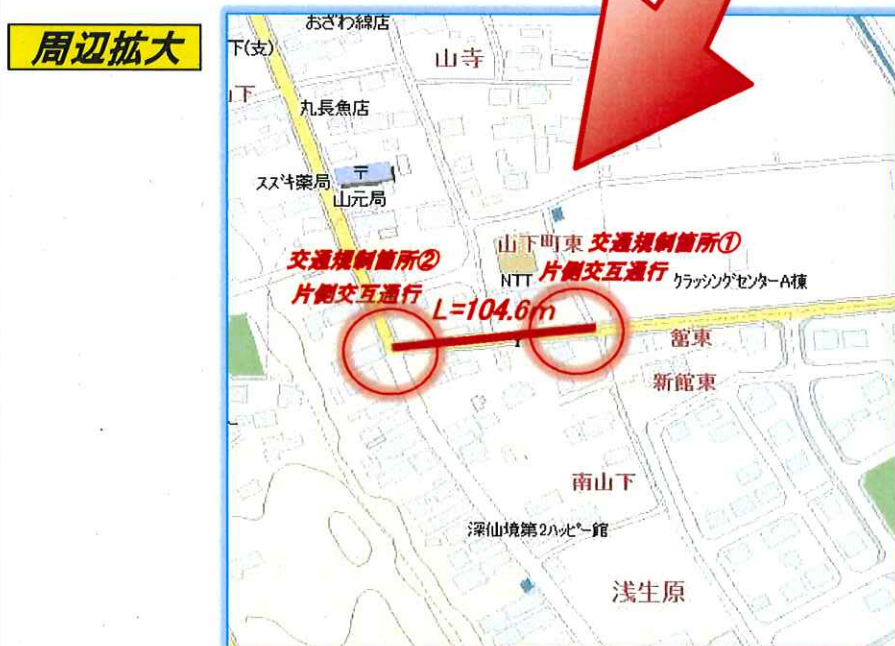 周辺拡大
おざわ綿店
下(支)
山寺
下
丸長魚店
スズキ薬局
〒
山元局
山下町東
交通規制箇所①
交通規制箇所②
NTT
片側交互通行
クラッシングセンターA棟
片側交互通行
L=104.6m
舘東
新館東
南山下
深仙境第2ハッピー館
浅生原